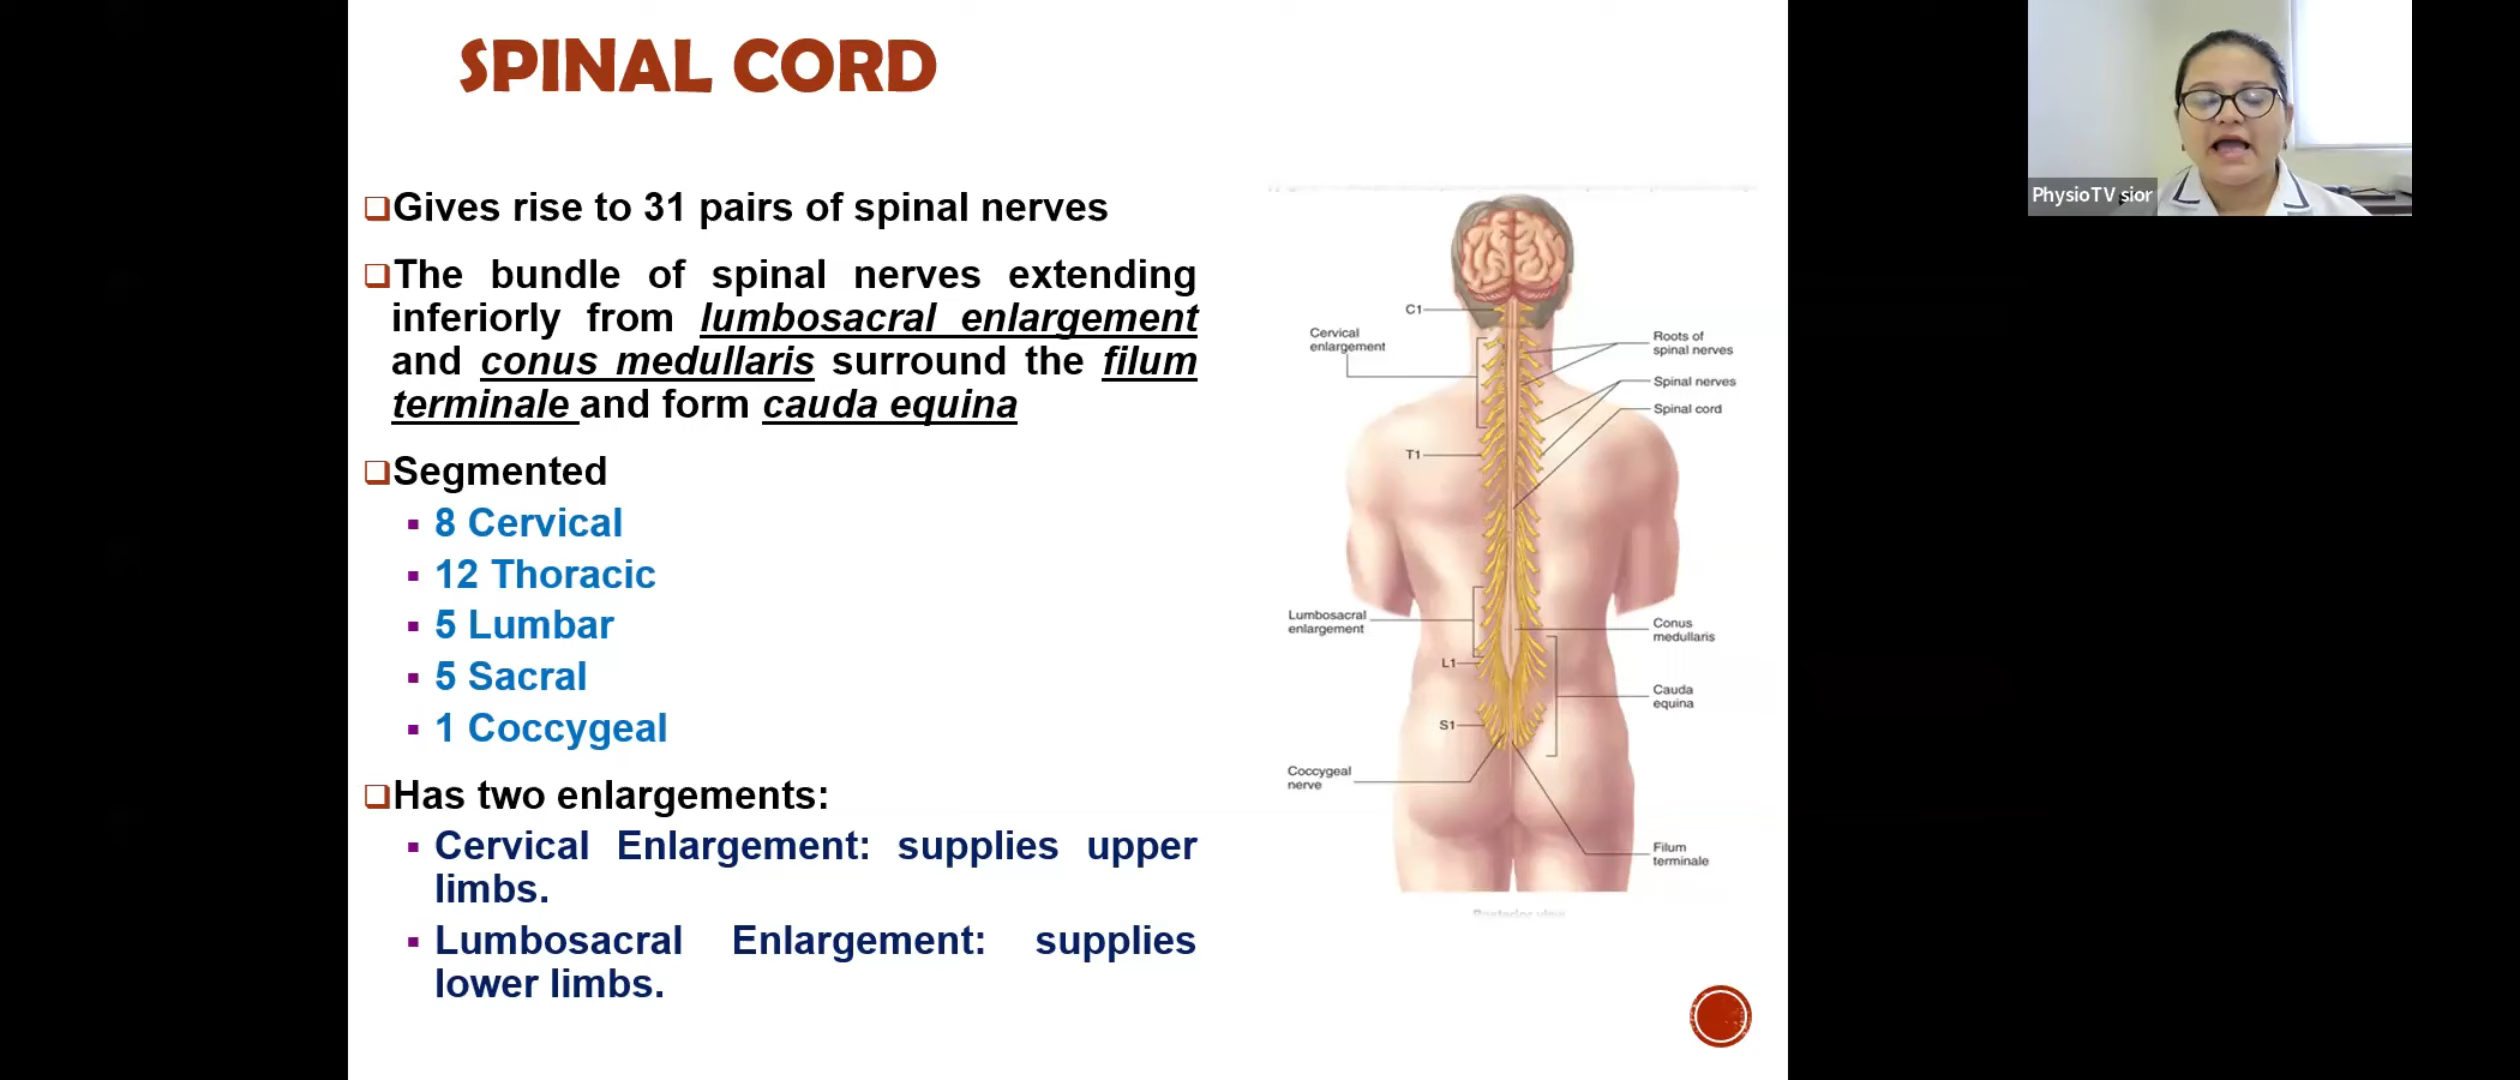 SPINAL CORD
Gives rise to 31 pairs of spinal nerves
The bundle of spinal nerves extending
inferiorly from lumbosacral enlargement
and conus medullaris surround the filum
terminale and form cauda equina
Segmented
8 Cervical
12 Thoracic
5 Lumbar
5 Sacral
1 Coccygeal
Has two enlargements:
Cervical Enlargement: supplies upper
limbs.
Lumbosacral Enlargement: supplies
lower limbs.
C1
Cervical
enlargement
T1
Lumbosacral
enlargement
L1
S1
Coccygeal
nerve
Roots of
spinal nerves
Spinal nerves
Spinal cord
Conus
medullaris
Cauda
equina
Filum
terminale
Posterior view
PhysioTV sior